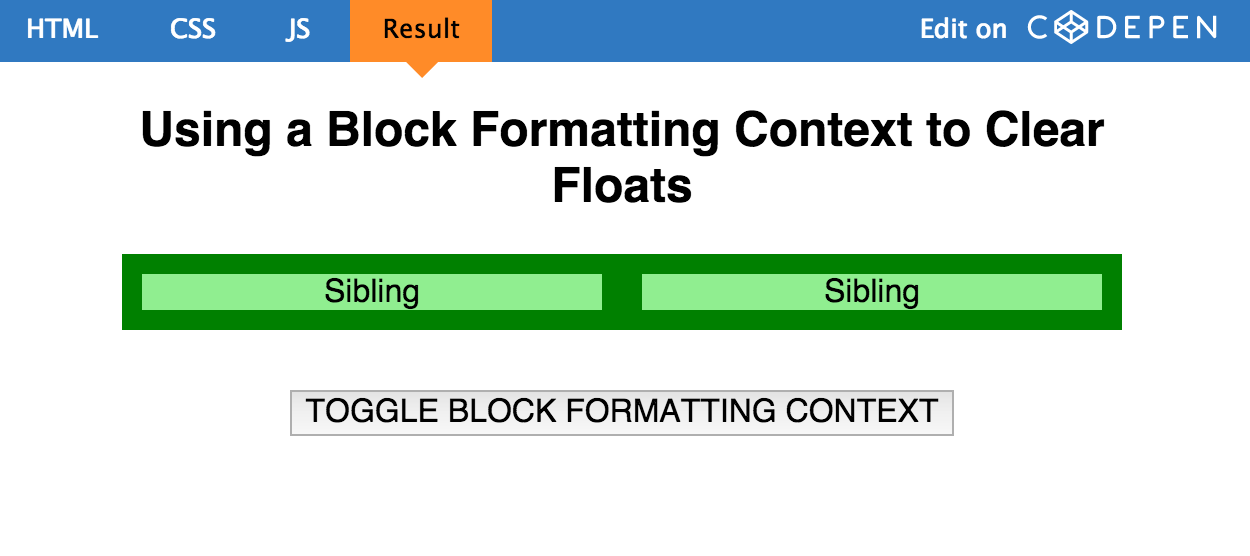 HTML CSS JS Result Edit on CODEPEN
Using a Block Formatting Context to Clear
Floats
Sibling Sibling
TOGGLE BLOCK FORMATTING CONTEXT